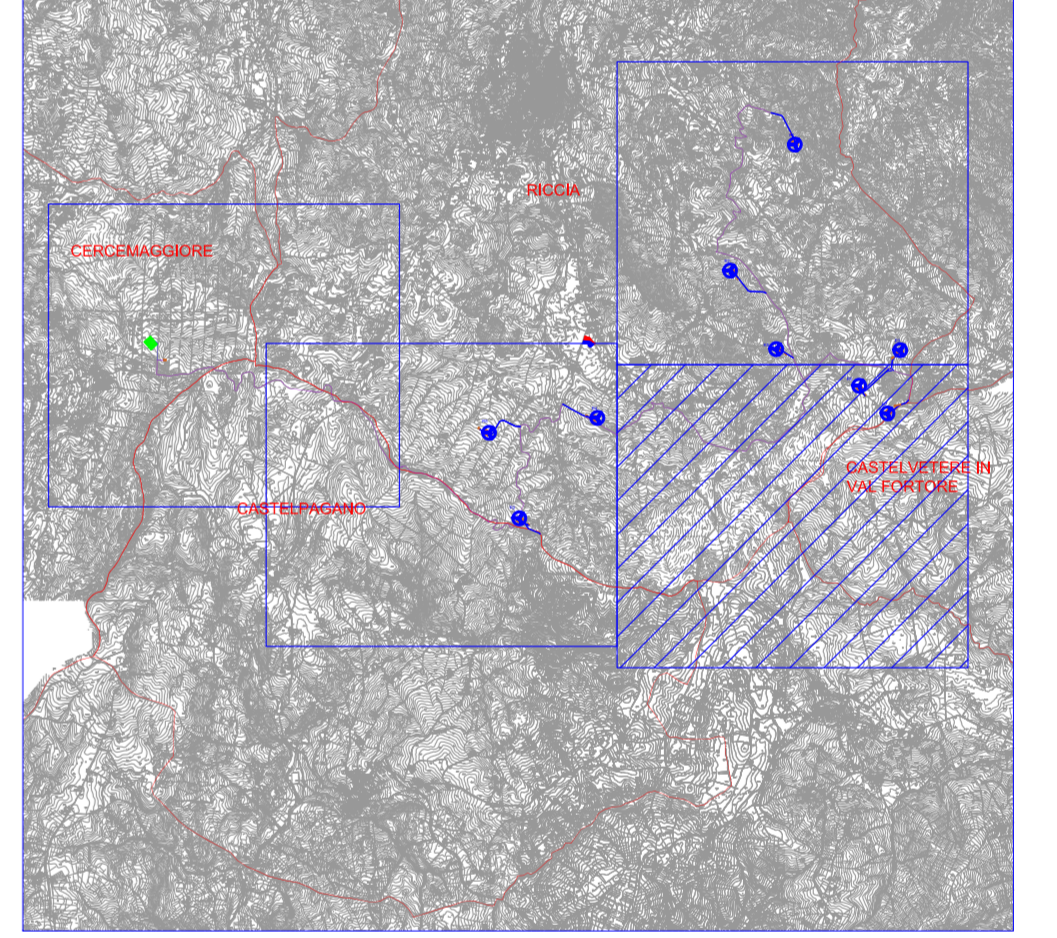 RICCIA
CERCEMAGGIORE
CASTELVETERE IN
VAL FORTORE
CASTELPAGANO